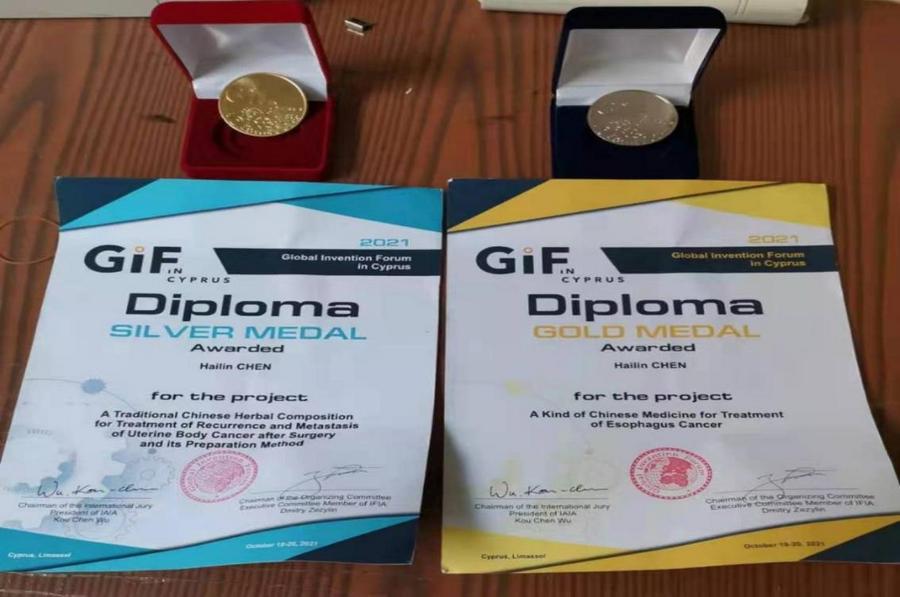 2021
GiF
IN
CYPRUS
Global Invention Forum
in Cyprus
Diploma
SILVER MEDAL
Awarded
Hailin CHEN
for the project
A Traditional Chinese Herbal Composition
for Treatment of Recurrence and Metastasis
of Uterine Body Cancer after Surgery
and its Preparation Method
Wu. Kou-chen
Chairman of the International Jury
President of IAIA
Kou Chen Wu
Chairman of the Organizing Committee
Executive Committee Member of IFIA
Dmitry Zezylin
Cyprus, Limassol
October 19-20, 2021
2021
GiF
IN
CYPRUS
Global Invention Forum
in Cyprus
Diploma
GOLD MEDAL
Awarded
Hailin CHEN
for the project
A Kind of Chinese Medicine for Treatment
of Esophagus Cancer
Chairman of the International Jury
President of IAIA
Kou Chen Wu
Chairman of the Organizing Committee
Executive Committee Member of IFIA
Dmitry Zezylin
Cyprus, Limassol
October 19-20, 2021